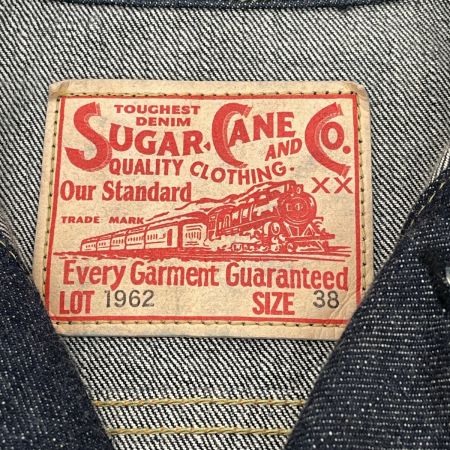 TOUGHEST
DENIM
SUGAR CANE AND CO.
QUALITY CLOTHING.
Our Standard XX
TRADE MARK
Every Garment Guaranteed
LOT 1962 SIZE 38